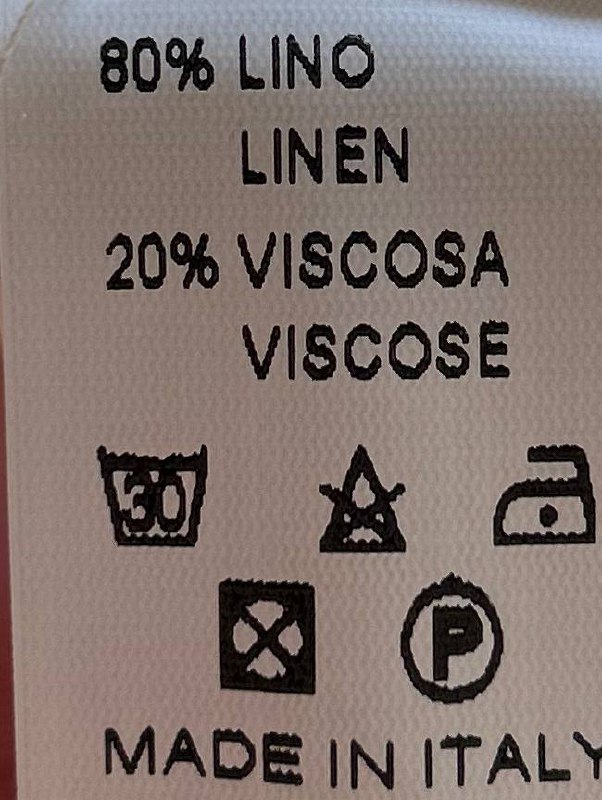 80% LINO
LINEN
20% VISCOSA
VISCOSE
30
P
MADE IN ITALY